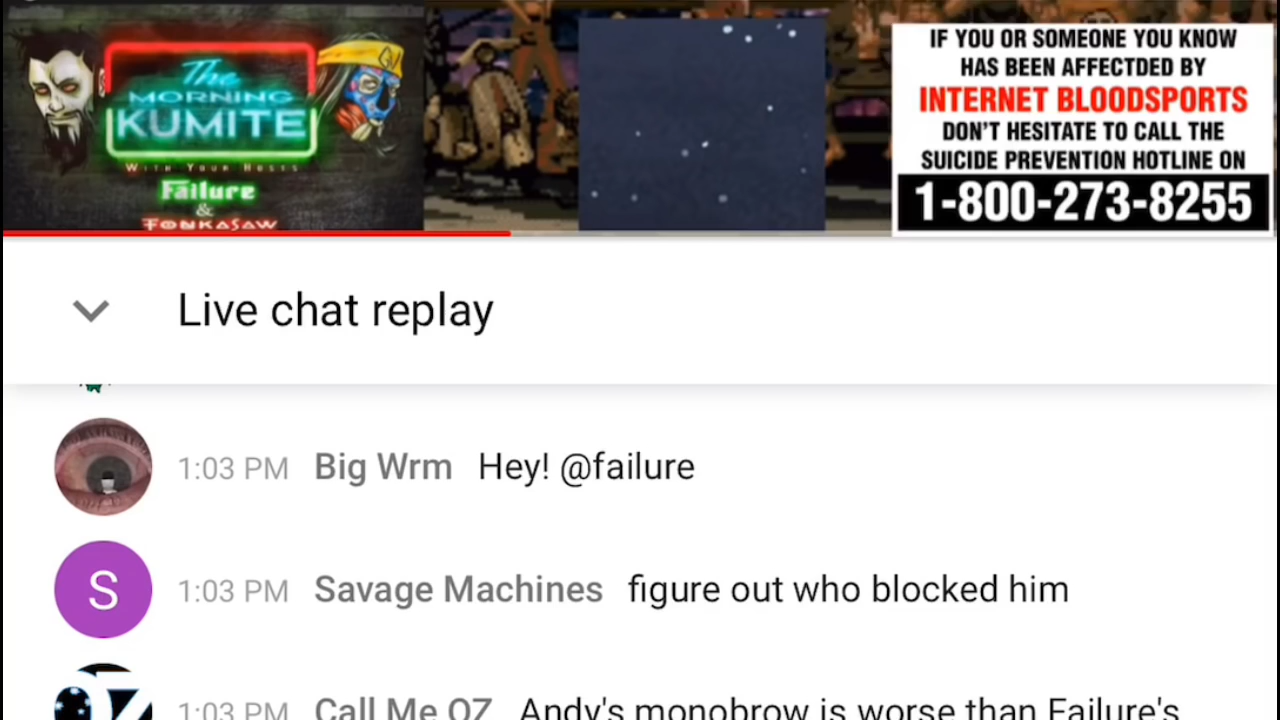 The
MORNING
KUMITE
WITH YOUR HOSTS
Failure
&
TONKASAW
IF YOU OR SOMEONE YOU KNOW
HAS BEEN AFFECTDED BY
INTERNET BLOODSPORTS
DON'T HESITATE TO CALL THE
SUICIDE PREVENTION HOTLINE ON
1-800-273-8255
Live chat replay
1:03 PM Big Wrm Hey! @failure
S
1:03 PM Savage Machines figure out who blocked him
OZ
1:03 PM Call Me OZ Andy's monobrow is worse than Failure's